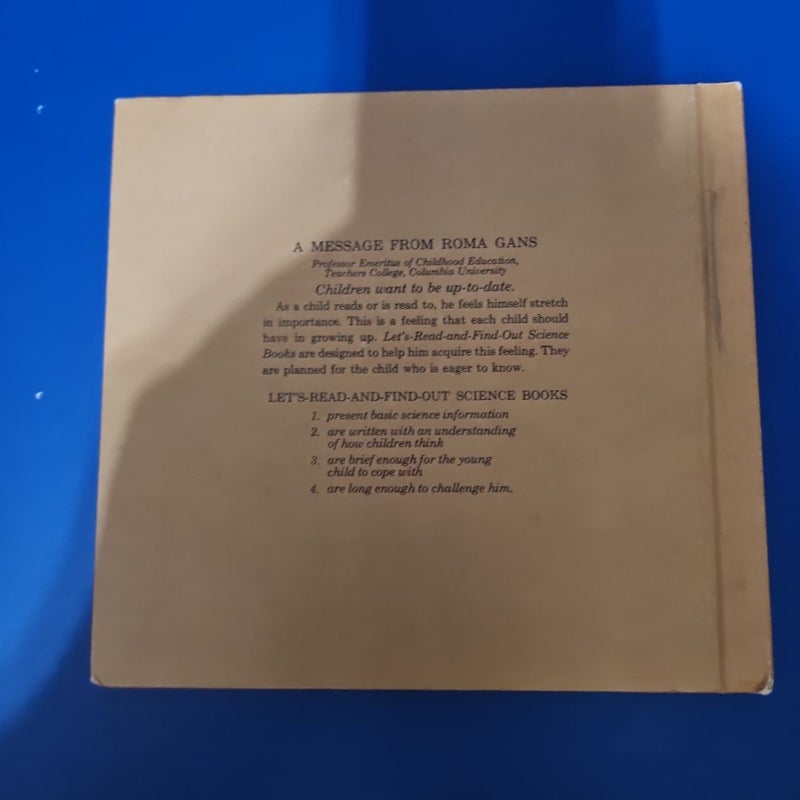 A MESSAGE FROM ROMA GANS
Professor Emeritus of Childhood Education,
Teachers College, Columbia University
Children want to be up-to-date.
As a child reads or is read to, he feels himself stretch
in importance. This is a feeling that each child should
have in growing up. Let's-Read-and-Find-Out Science
Books are designed to help him acquire this feeling. They
are planned for the child who is eager to know.
LET'S-READ-AND-FIND-OUT SCIENCE BOOKS
1. present basic science information
2. are written with an understanding
of how children think
3. are brief enough for the young
child to cope with
4. are long enough to challenge him.